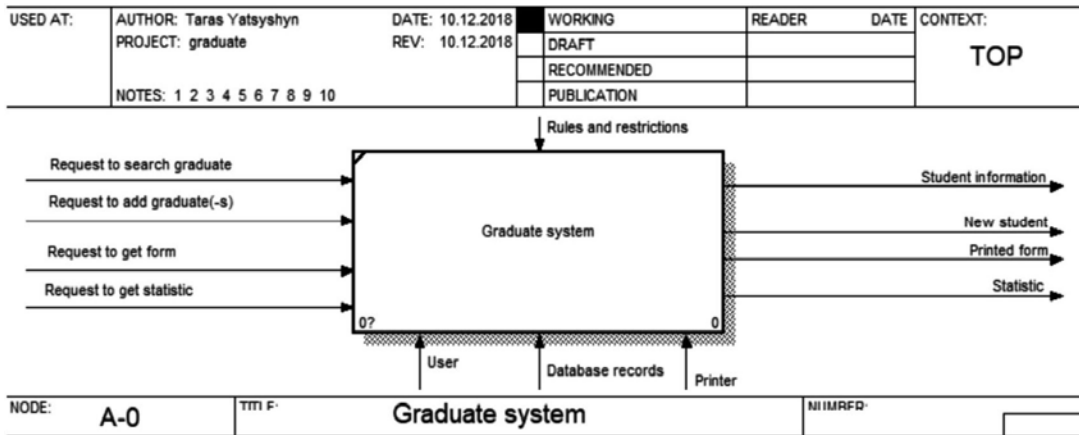 USED AT:
AUTHOR: Taras Yatsyshyn
DATE: 10.12.2018
WORKING
READER
DATE
CONTEXT:
PROJECT: graduate
REV: 10.12.2018
DRAFT
TOP
RECOMMENDED
NOTES: 1 2 3 4 5 6 7 8 9 10
PUBLICATION
Rules and restrictions
Request to search graduate
Student information
Request to add graduate(-s)
New student
Graduate system
Request to get form
Printed form
Request to get statistic
Statistic
0?
0
User
Database records
Printer
NODE:
A-0
TITLE:
Graduate system
NUMBER: